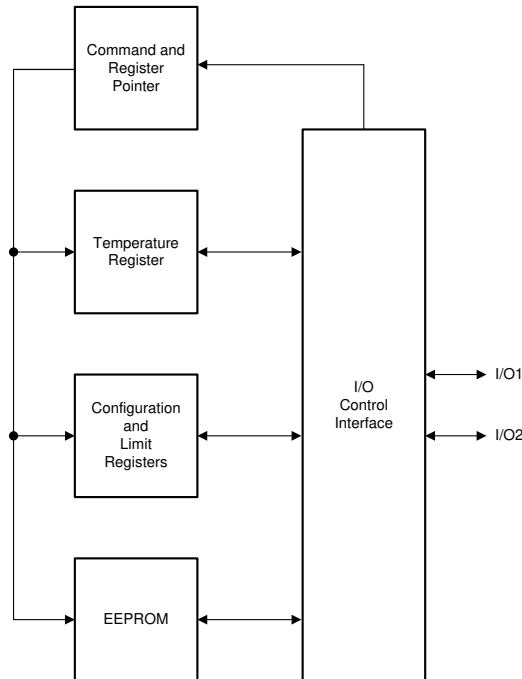 Command and
Register
Pointer
Temperature
Register
Configuration
and
Limit
Registers
EEPROM
I/O
Control
Interface
I/O1
I/O2